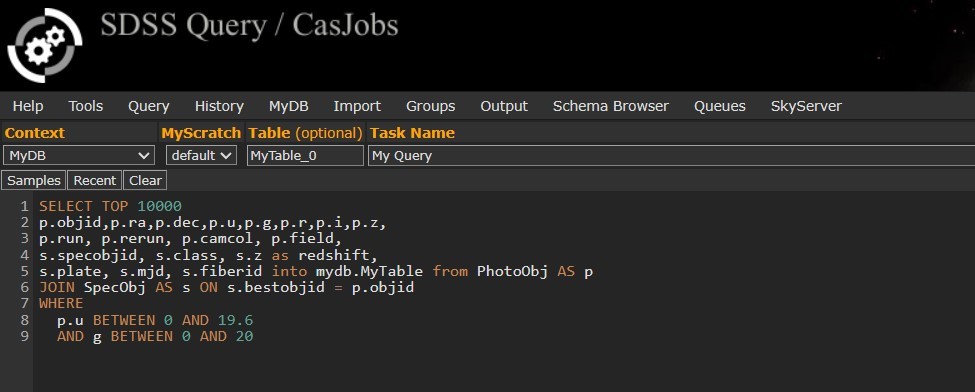 SDSS Query / CasJobs
Help Tools Query History MyDB Import Groups Output Schema Browser Queues SkyServer
Context MyScratch Table (optional) Task Name
MyDB default MyTable_0 My Query
Samples Recent Clear
1 SELECT TOP 10000
2 p.objid,p.ra,p.dec,p.u,p.g,p.r,p.i,p.z,
3 p.run, p.rerun, p.camcol, p.field,
4 s.specobjid, s.class, s.z as redshift,
5 s.plate, s.mjd, s.fiberid into mydb.MyTable from PhotoObj AS p
6 JOIN SpecObj AS s ON s.bestobjid = p.objid
7 WHERE
8 p.u BETWEEN 0 AND 19.6
9 AND g BETWEEN 0 AND 20